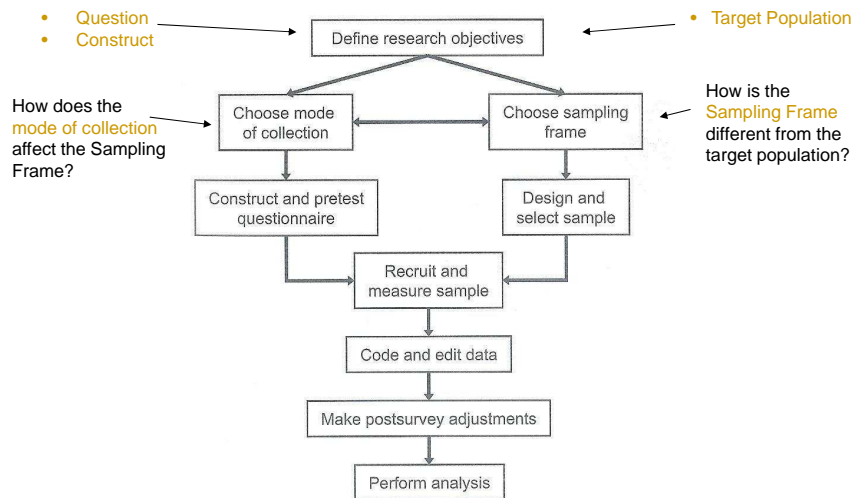 • Question
• Construct
• Target Population
Define research objectives
How does the
mode of collection
affect the Sampling
Frame?
Choose mode
of collection
Choose sampling
frame
How is the
Sampling Frame
different from the
target population?
Construct and pretest
questionnaire
Design and
select sample
Recruit and
measure sample
Code and edit data
Make postsurvey adjustments
Perform analysis